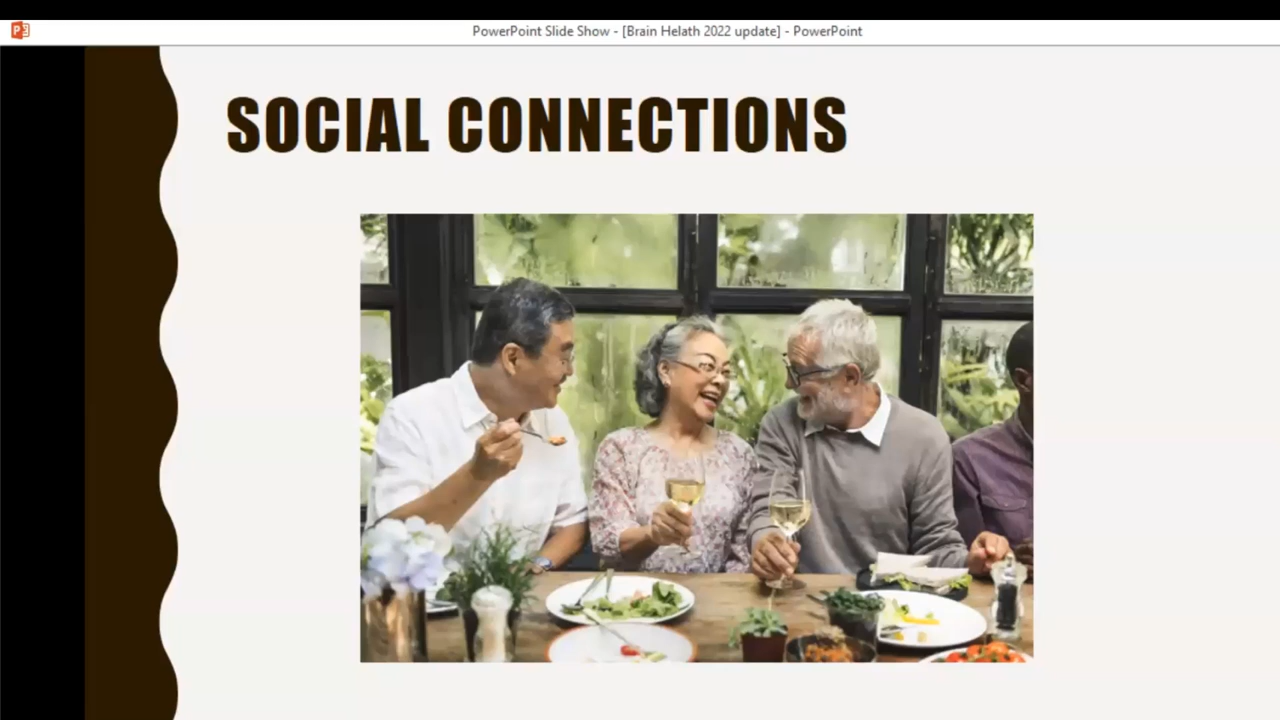 PowerPoint Slide Show - [Brain Helath 2022 update] - PowerPoint
SOCIAL CONNECTIONS